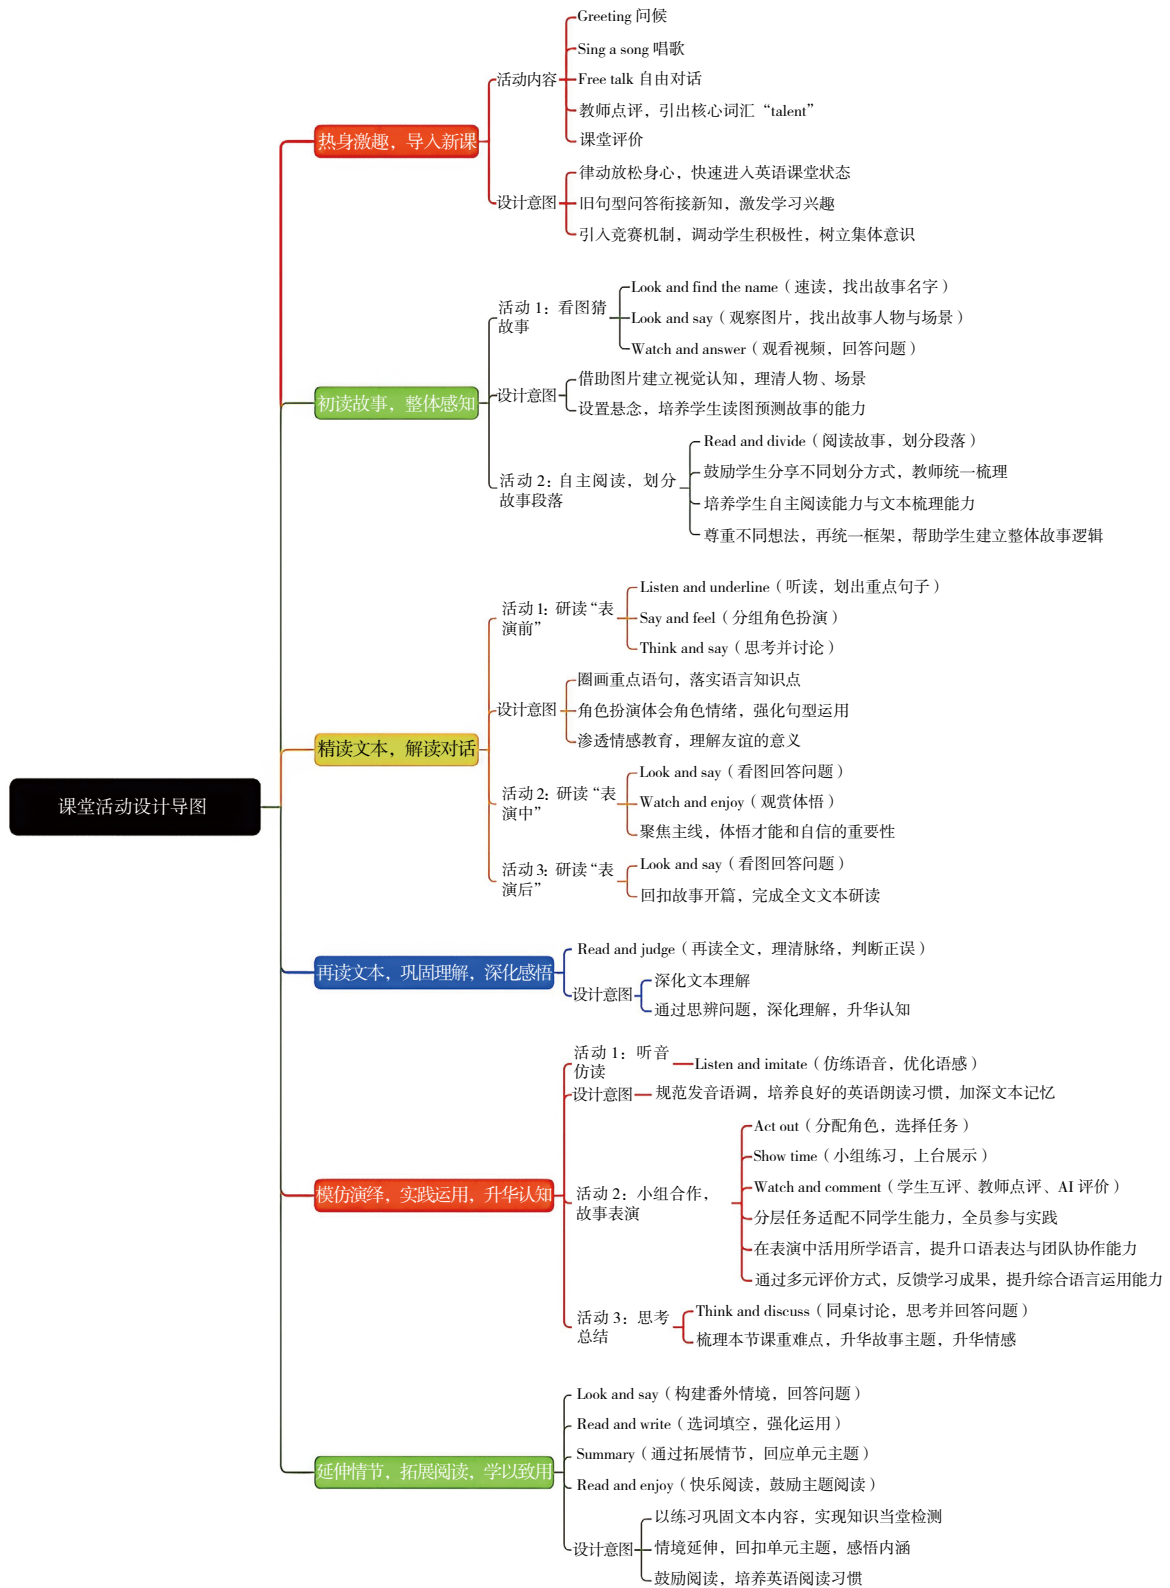 课堂活动设计导图
热身激趣，导入新课
活动内容
Greeting 问候
Sing a song 唱歌
Free talk 自由对话
教师点评，引出核心词汇“talent”
课堂评价
设计意图
律动放松身心，快速进入英语课堂状态
旧句型问答衔接新知，激发学习兴趣
引入竞赛机制，调动学生积极性，树立集体意识
初读故事，整体感知
活动 1：看图猜
故事
Look and find the name（速读，找出故事名字）
Look and say（观察图片，找出故事人物与场景）
Watch and answer（观看视频，回答问题）
设计意图
借助图片建立视觉认知，理清人物、场景
设置悬念，培养学生读图预测故事的能力
活动 2：自主阅读，划分
故事段落
Read and divide（阅读故事，划分段落）
鼓励学生分享不同划分方式，教师统一梳理
培养学生自主阅读能力与文本梳理能力
尊重不同想法，再统一框架，帮助学生建立整体故事逻辑
精读文本，解读对话
活动 1：研读“表
演前”
Listen and underline（听读，划出重点句子）
Say and feel（分组角色扮演）
Think and say（思考并讨论）
设计意图
圈画重点语句，落实语言知识点
角色扮演体会角色情绪，强化句型运用
渗透情感教育，理解友谊的意义
活动 2：研读“表
演中”
Look and say（看图回答问题）
Watch and enjoy（观赏体悟）
聚焦主线，体悟才能和自信的重要性
活动 3：研读“表
演后”
Look and say（看图回答问题）
回扣故事开篇，完成全文文本研读
再读文本，巩固理解，深化感悟
Read and judge（再读全文，理清脉络，判断正误）
设计意图
深化文本理解
通过思辨问题，深化理解，升华认知
模仿演绎，实践运用，升华认知
活动 1：听音
仿读
Listen and imitate（仿练语音，优化语感）
设计意图
规范发音语调，培养良好的英语朗读习惯，加深文本记忆
活动 2：小组合作，
故事表演
Act out（分配角色，选择任务）
Show time（小组练习，上台展示）
Watch and comment（学生互评、教师点评、AI 评价）
分层任务适配不同学生能力，全员参与实践
在表演中活用所学语言，提升口语表达与团队协作能力
通过多元评价方式，反馈学习成果，提升综合语言运用能力
活动 3：思考
总结
Think and discuss（同桌讨论，思考并回答问题）
梳理本节课重难点，升华故事主题，升华情感
延伸情节，拓展阅读，学以致用
Look and say（构建番外情境，回答问题）
Read and write（选词填空，强化运用）
Summary（通过拓展情节，回应单元主题）
Read and enjoy（快乐阅读，鼓励主题阅读）
设计意图
以练习巩固文本内容，实现知识当堂检测
情境延伸，回扣单元主题，感悟内涵
鼓励阅读，培养英语阅读习惯